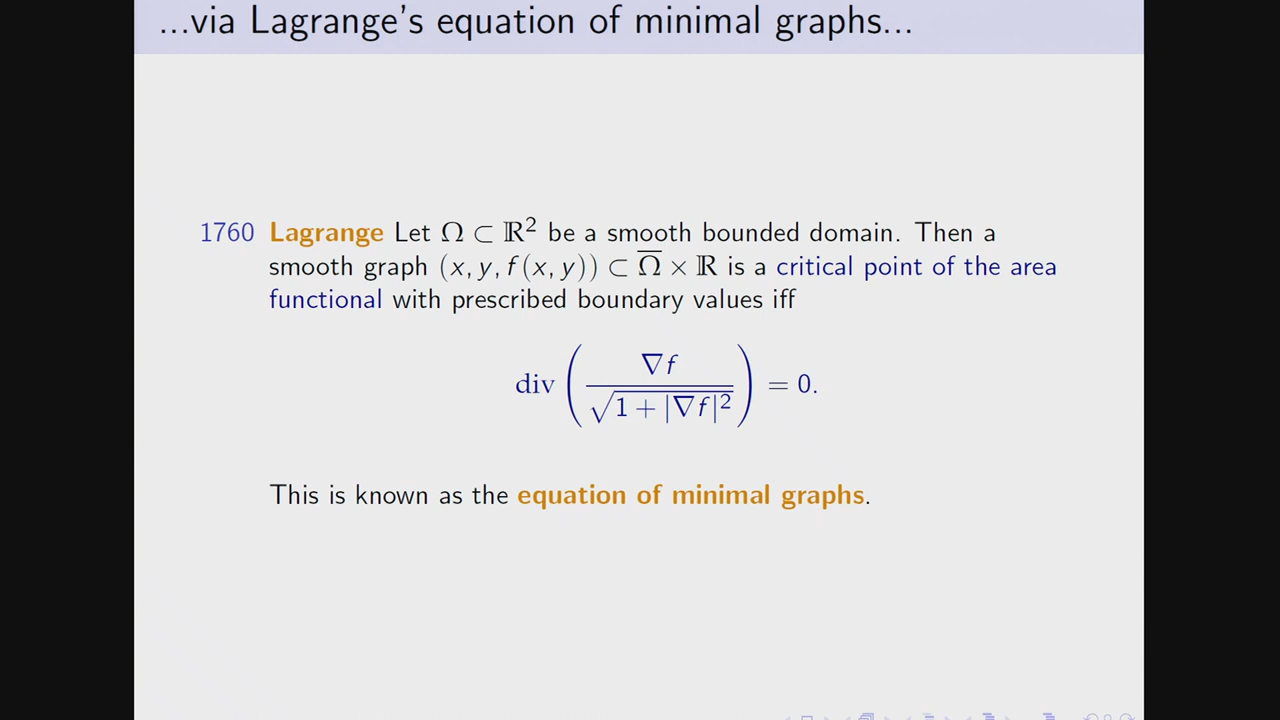 ...via Lagrange's equation of minimal graphs...
1760 Lagrange Let Ω ⊂ ℝ² be a smooth bounded domain. Then a
smooth graph (x, y, f(x, y)) ⊂ Ω̅ × ℝ is a critical point of the area
functional with prescribed boundary values iff
div(∇f / √(1 + |∇f|²)) = 0.
This is known as the equation of minimal graphs.